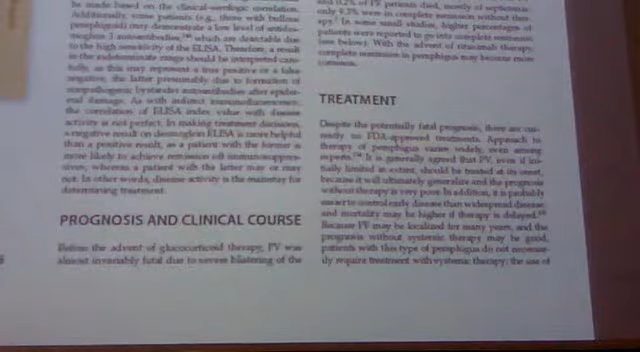 be made based on the clinical-serologic correlation.
Additionally, some patients (e.g., those with bullous
pemphigoid) may demonstrate a low level of antides-
moglein 3 autoantibodies, which are detectable due
to the high sensitivity of the ELISA. Therefore, a result
in the indeterminate range should be interpreted care-
fully, as this may represent a true positive or a false
negative, the latter presumably due to formation of
nonpathogenic bystander autoantibodies after epider-
mal damage. As with indirect immunofluorescence,
the correlation of ELISA index value with disease
activity is not perfect. In making treatment decisions,
a negative result on desmoglein ELISA is more helpful
than a positive result, as a patient with the former is
more likely to achieve remission off immunosuppres-
sives, whereas a patient with the latter may or may
not. In other words, disease activity is the mainstay for
determining treatment.
PROGNOSIS AND CLINICAL COURSE
Before the advent of glucocorticoid therapy, PV was
almost invariably fatal due to severe blistering of the
and 0.2% of PF patients died, mostly of septicemia
only 9.3% were in complete remission without ther-
apy. In some small studies, higher percentages of
patients were reported to go into complete remission
(see below). With the advent of rituximab therapy,
complete remission in pemphigus may become more
common.
TREATMENT
Despite the potentially fatal prognosis, there are cur-
rently no FDA-approved treatments. Approach to
therapy of pemphigus varies widely, even among
experts. It is generally agreed that PV, even if ini-
tially limited in extent, should be treated at its onset,
because it will ultimately generalize and the prognosis
without therapy is very poor. In addition, it is probably
easier to control early disease than widespread disease,
and mortality may be higher if therapy is delayed.
Because PF may be localized for many years, and the
prognosis without systemic therapy may be good,
patients with this type of pemphigus do not necessar-
ily require treatment with systemic therapy; the use of